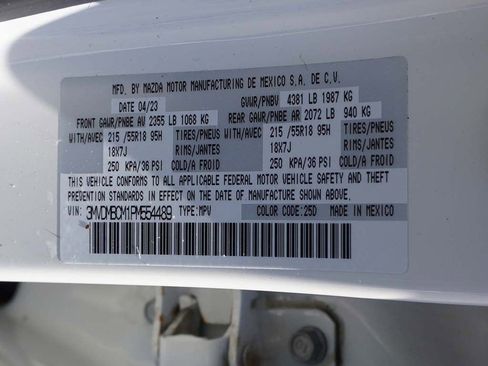 MFD. BY MAZDA MOTOR MANUFACTURING DE MEXICO S.A. DE C.V.
DATE 04/23 GVWR/PNBV 4381 LB 1987 KG
FRONT GAWR/PNBE AV 2355 LB 1068 KG REAR GAWR/PNBE AR 2072 LB 940 KG
WITH/AVEC 215 /55R18 95H TIRES/PNEUS WITH/AVEC 215 /55R18 95H TIRES/PNEUS
18X7J RIMS/JANTES 18X7J RIMS/JANTES
250 KPA/36 PSI COLD/A FROID 250 KPA/36 PSI COLD/A FROID
THIS VEHICLE CONFORMS TO ALL APPLICABLE FEDERAL MOTOR VEHICLE SAFETY AND THEFT
PREVENTION STANDARDS IN EFFECT ON THE DATE OF MANUFACTURE SHOWN ABOVE.
VIN: 3MVDMBCM1PM554489 TYPE:MPV COLOR CODE:25D MADE IN MEXICO